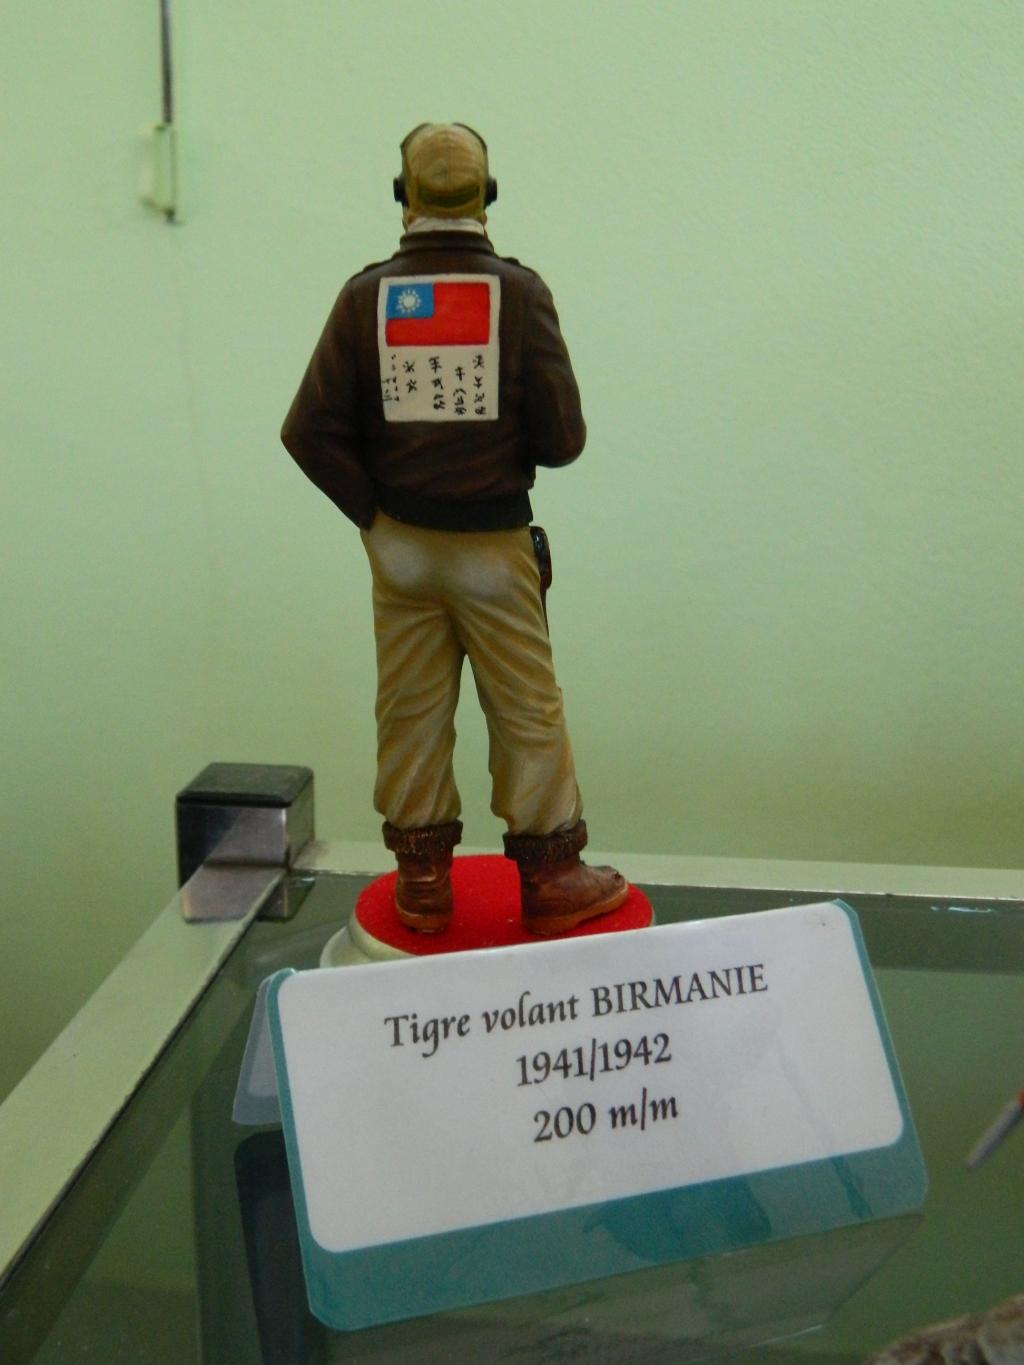 Tigre volant BIRMANIE
1941/1942
200 m/m